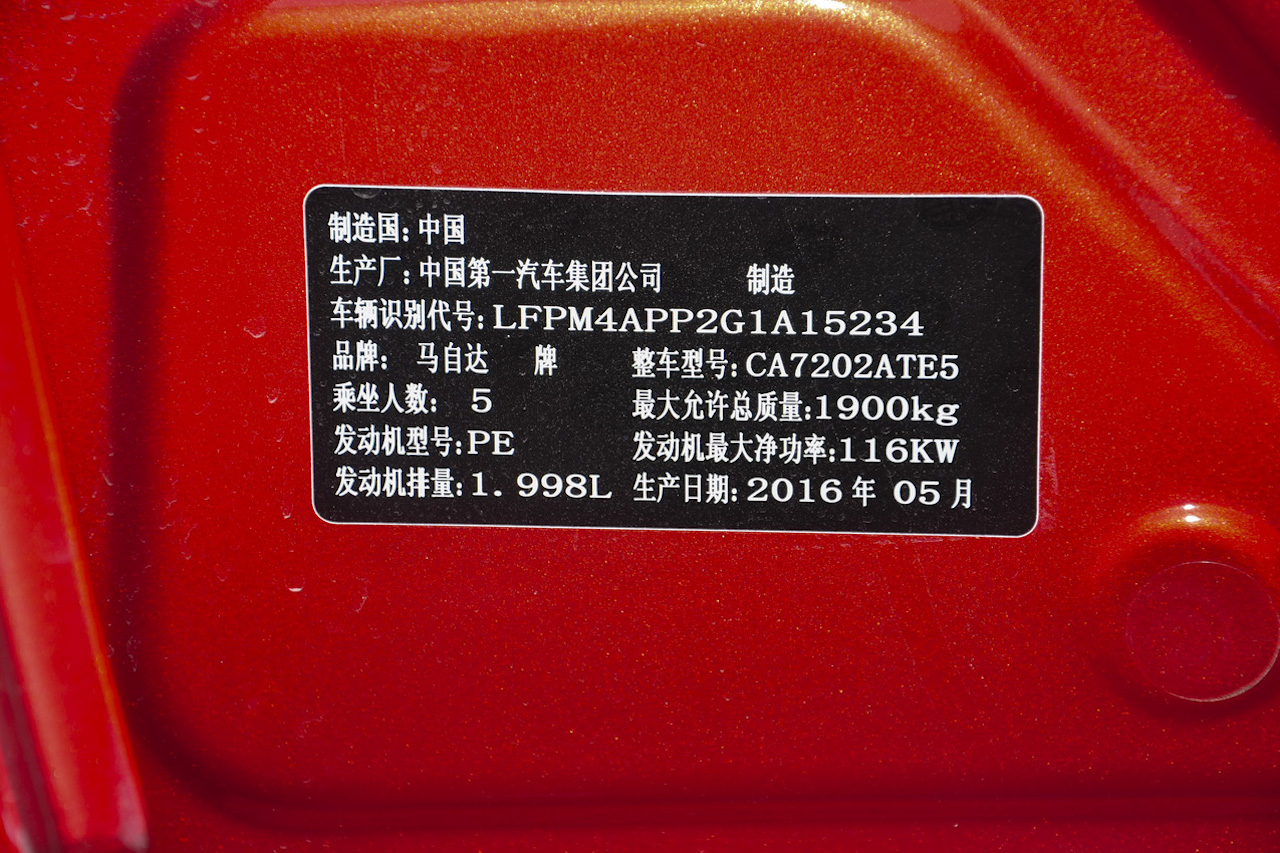 制造国：中国
生产厂：中国第一汽车集团公司 制造
车辆识别代号：LFPM4APP2G1A15234
品牌： 马自达 牌 整车型号：CA7202ATE5
乘坐人数： 5 最大允许总质量：1900kg
发动机型号：PE 发动机最大净功率：116KW
发动机排量：1.998L 生产日期：2016 年 05 月